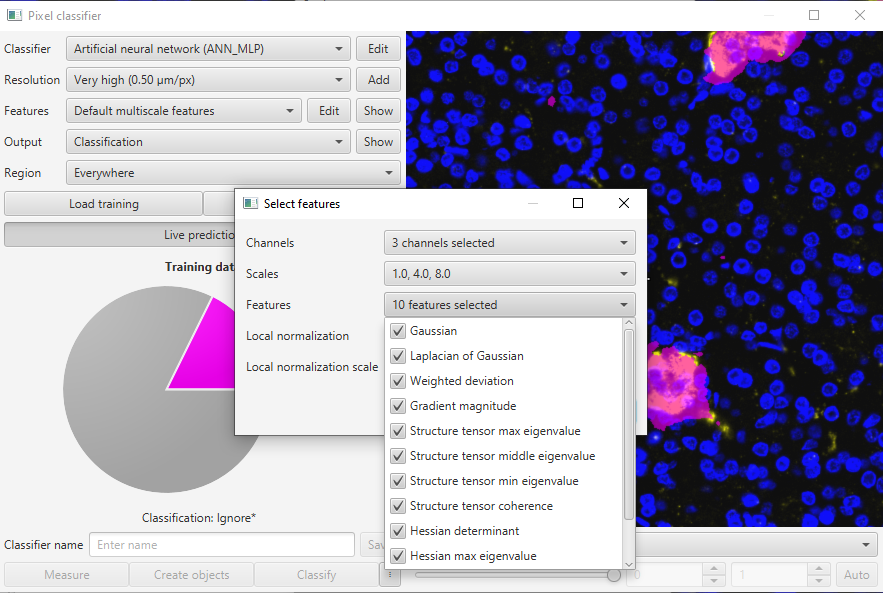 Pixel classifier
Classifier Artificial neural network (ANN_MLP) Edit
Resolution Very high (0.50 µm/px) Add
Features Default multiscale features Edit Show
Output Classification Show
Region Everywhere
Load training
Live predictio
Training dat
Select features
Channels 3 channels selected
Scales 1.0, 4.0, 8.0
Features 10 features selected
Local normalization
Local normalization scale
Gaussian
Laplacian of Gaussian
Weighted deviation
Gradient magnitude
Structure tensor max eigenvalue
Structure tensor middle eigenvalue
Structure tensor min eigenvalue
Structure tensor coherence
Hessian determinant
Hessian max eigenvalue
Classification: Ignore*
Classifier name Enter name Sav
Measure Create objects Classify 0 1 Auto